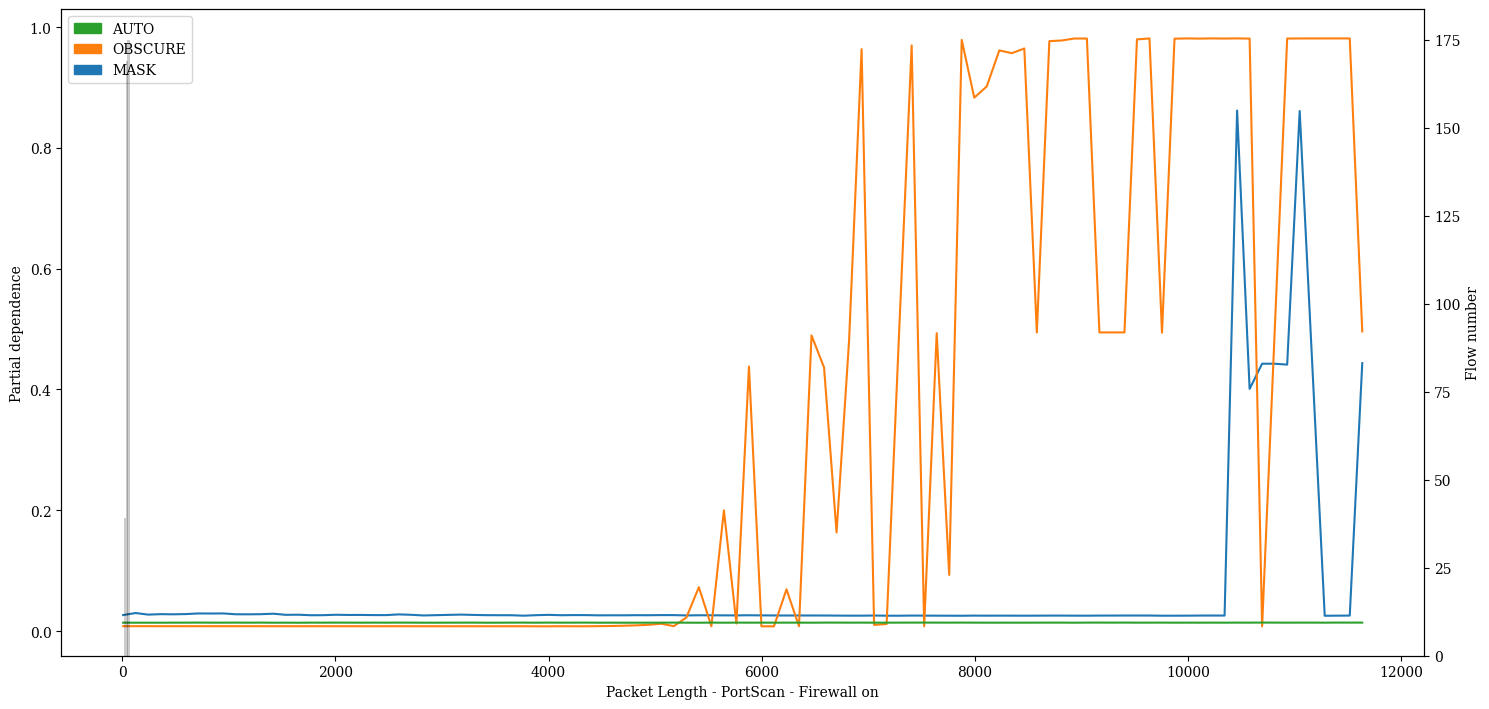 AUTO
OBSCURE
MASK
1.0
0.8
0.6
0.4
0.2
0.0
Partial dependence
175
150
125
100
75
50
25
0
Flow number
0 2000 4000 6000 8000 10000 12000
Packet Length - PortScan - Firewall on